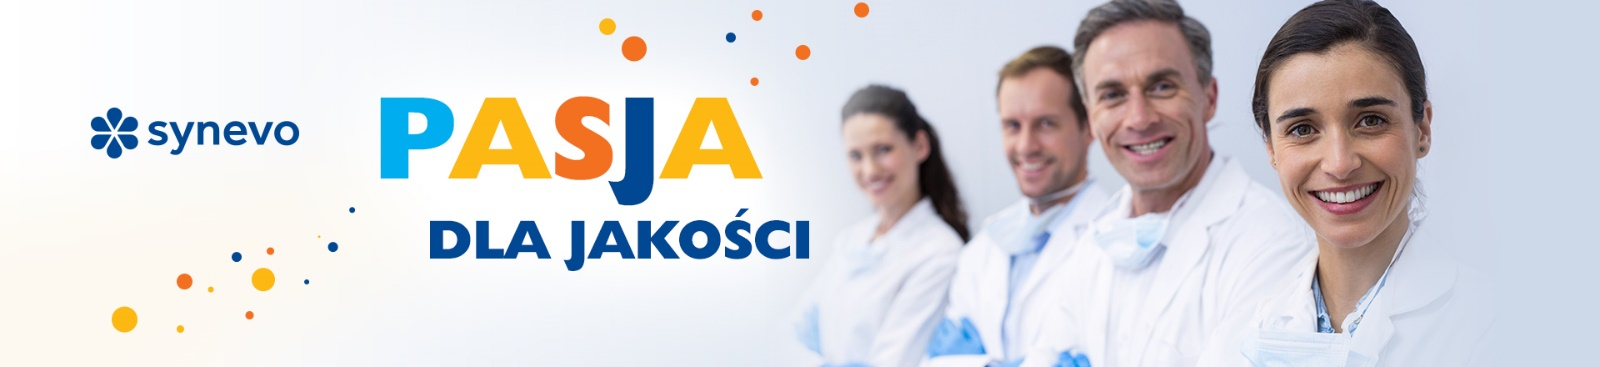 synevo
PASJA
DLA JAKOŚCI